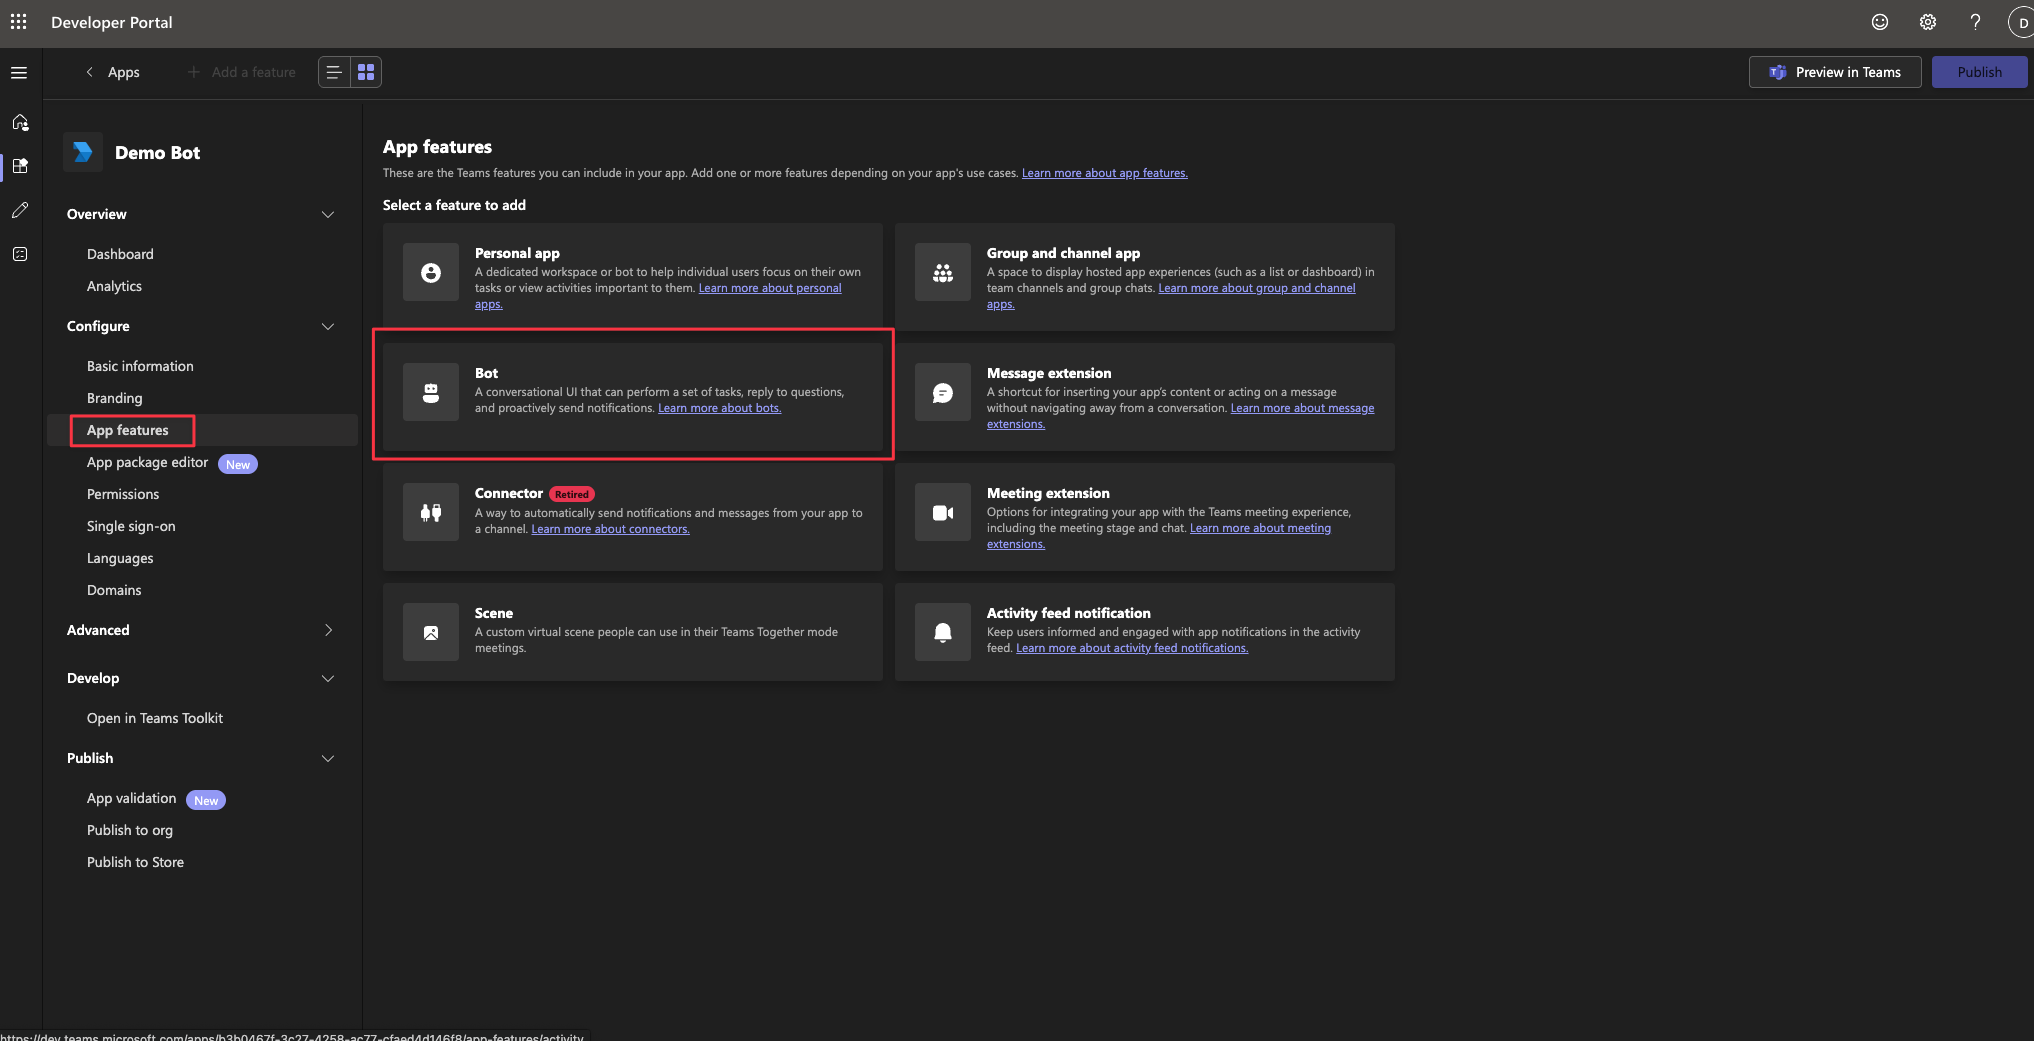 Developer Portal
D
Apps
Add a feature
Preview in Teams
Publish
Demo Bot
Overview
Dashboard
Analytics
Configure
Basic information
Branding
App features
App package editor New
Permissions
Single sign-on
Languages
Domains
Advanced
Develop
Open in Teams Toolkit
Publish
App validation New
Publish to org
Publish to Store
App features
These are the Teams features you can include in your app. Add one or more features depending on your app's use cases. Learn more about app features.
Select a feature to add
Personal app
A dedicated workspace or bot to help individual users focus on their own
tasks or view activities important to them. Learn more about personal
apps.
Group and channel app
A space to display hosted app experiences (such as a list or dashboard) in
team channels and group chats. Learn more about group and channel
apps.
Bot
A conversational UI that can perform a set of tasks, reply to questions,
and proactively send notifications. Learn more about bots.
Message extension
A shortcut for inserting your app's content or acting on a message
without navigating away from a conversation. Learn more about message
extensions.
Connector Retired
A way to automatically send notifications and messages from your app to
a channel. Learn more about connectors.
Meeting extension
Options for integrating your app with the Teams meeting experience,
including the meeting stage and chat. Learn more about meeting
extensions.
Scene
A custom virtual scene people can use in their Teams Together mode
meetings.
Activity feed notification
Keep users informed and engaged with app notifications in the activity
feed. Learn more about activity feed notifications.
https://dev.teams.microsoft.com/apps/b3b0467f-3c27-4258-ac77-cfaed4d146f8/app-features/activity